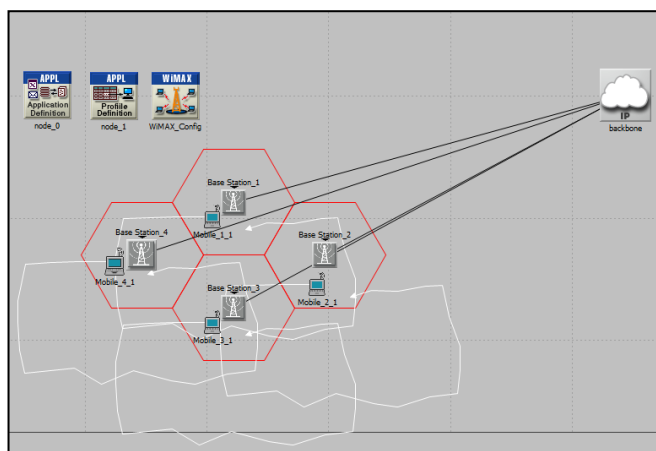 APPL
Application
Definition
node_0
APPL
Profile
Definition
node_1
WiMAX
WiMAX_Config
IP
backbone
Base Station_1
Mobile_1_1
Base Station_4
Mobile_4_1
Base Station_2
Mobile_2_1
Base Station_3
Mobile_3_1